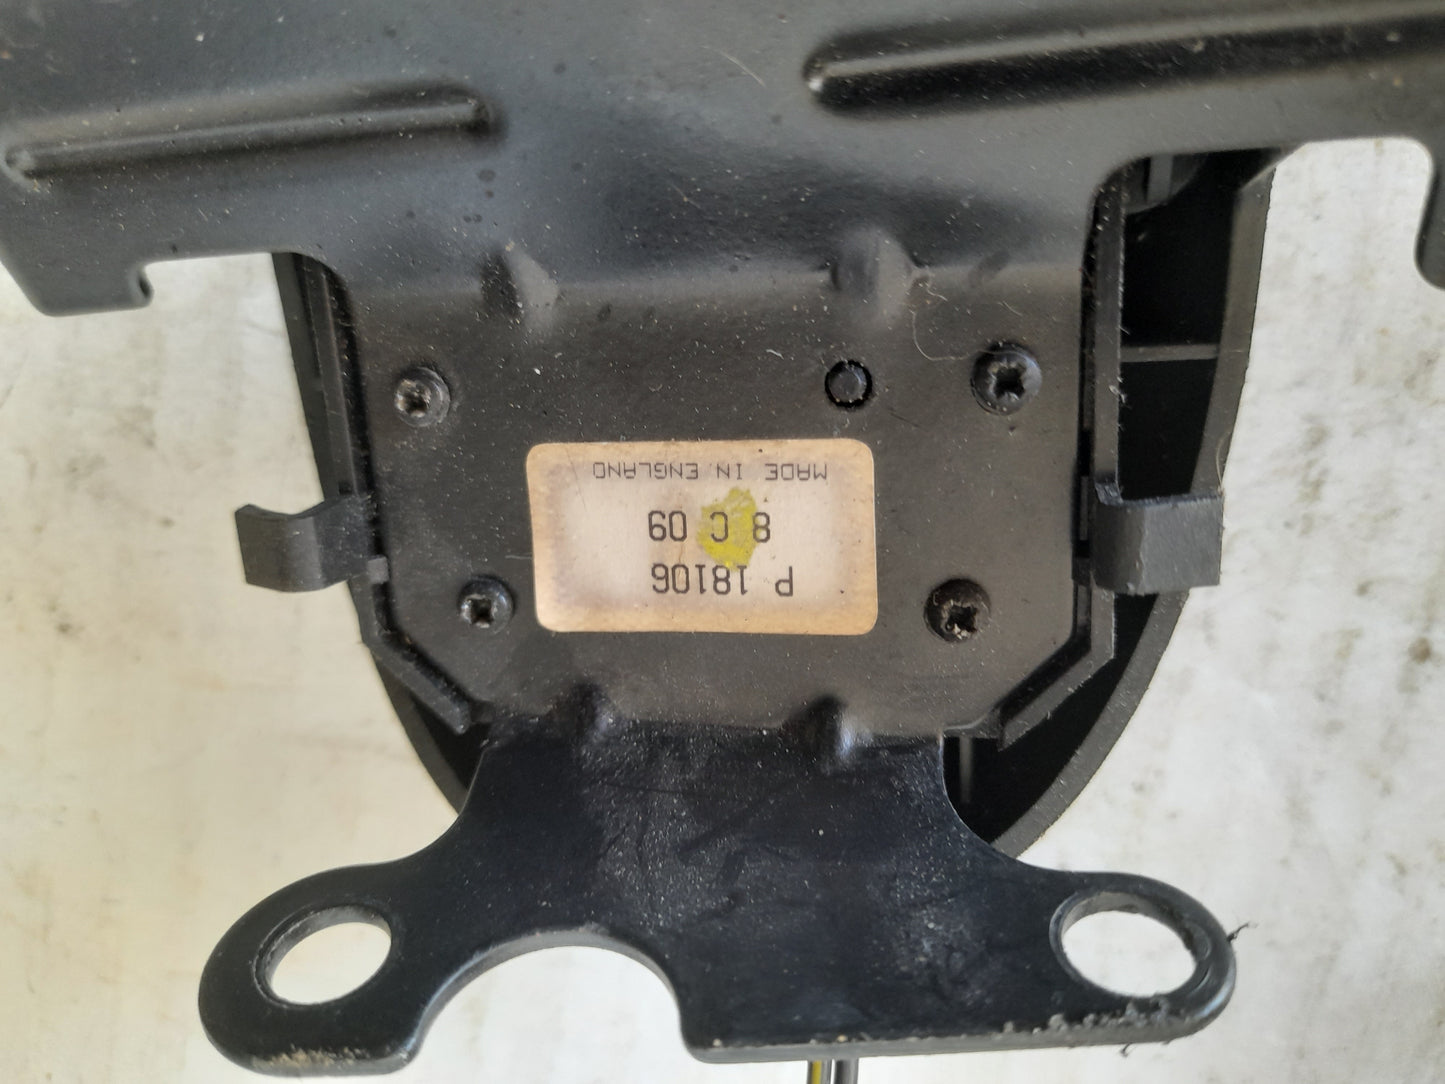 P 18106
8 C 09
MADE IN ENGLAND